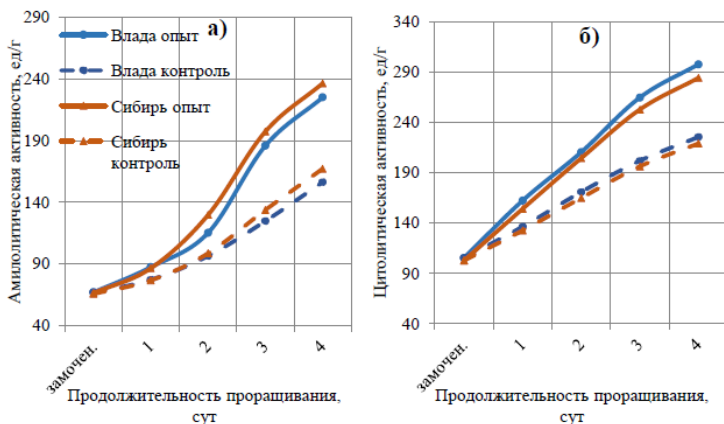 а)
Амилолитическая активность, ед/г
290
240
190
140
90
40
Влада опыт
Влада контроль
Сибирь опыт
Сибирь
контроль
замочен.
1
2
3
4
Продолжительность проращивания,
сут
б)
Цитолитическая активность, ед/г
340
290
240
190
140
90
40
замочен.
1
2
3
4
Продолжительность проращивания,
сут